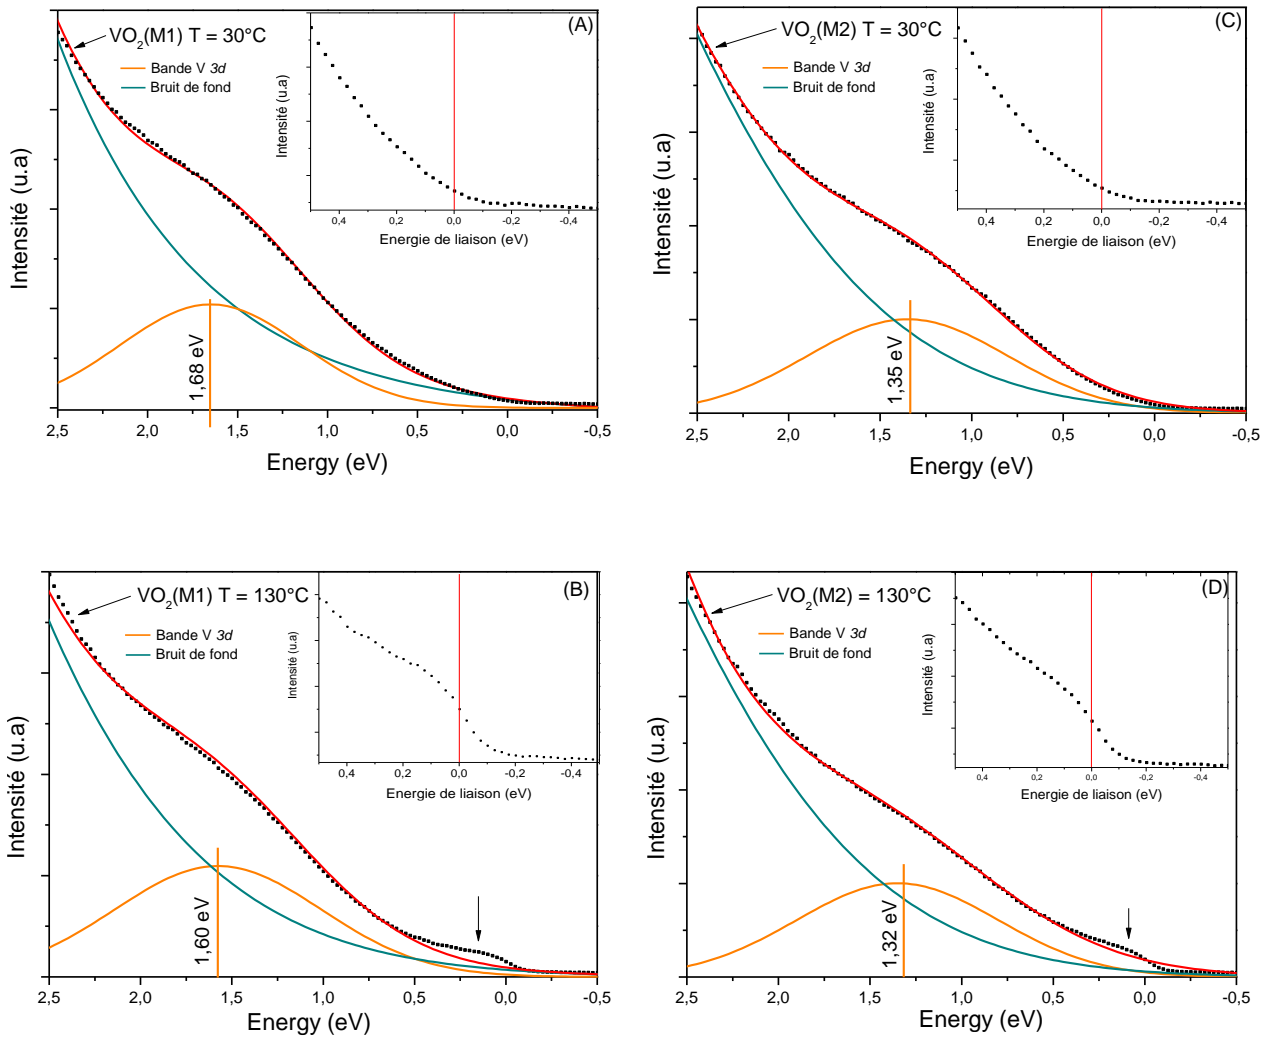 (A)
VO2(M1) T = 30°C
Bande V 3d
Bruit de fond
Intensité (u.a)
0,4 0,2 0,0 -0,2 -0,4
Energie de liaison (eV)
Intensité (u.a)
1,68 eV
2,5 2,0 1,5 1,0 0,5 0,0 -0,5
Energy (eV)
(C)
VO2(M2) T = 30°C
Bande V 3d
Bruit de fond
Intensité (u.a)
0,4 0,2 0,0 -0,2 -0,4
Energie de liaison (eV)
Intensité (u.a)
1,35 eV
2,5 2,0 1,5 1,0 0,5 0,0 -0,5
Energy (eV)
(B)
VO2(M1) T = 130°C
Bande V 3d
Bruit de fond
Intensité (u.a)
0,4 0,2 0,0 -0,2 -0,4
Energie de liaison (eV)
Intensité (u.a)
1,60 eV
2,5 2,0 1,5 1,0 0,5 0,0 -0,5
Energy (eV)
(D)
VO2(M2) = 130°C
Bande V 3d
Bruit de fond
Intensité (u.a)
0,4 0,2 0,0 -0,2 -0,4
Energie de liaison (eV)
Intensité (u.a)
1,32 eV
2,5 2,0 1,5 1,0 0,5 0,0 -0,5
Energy (eV)